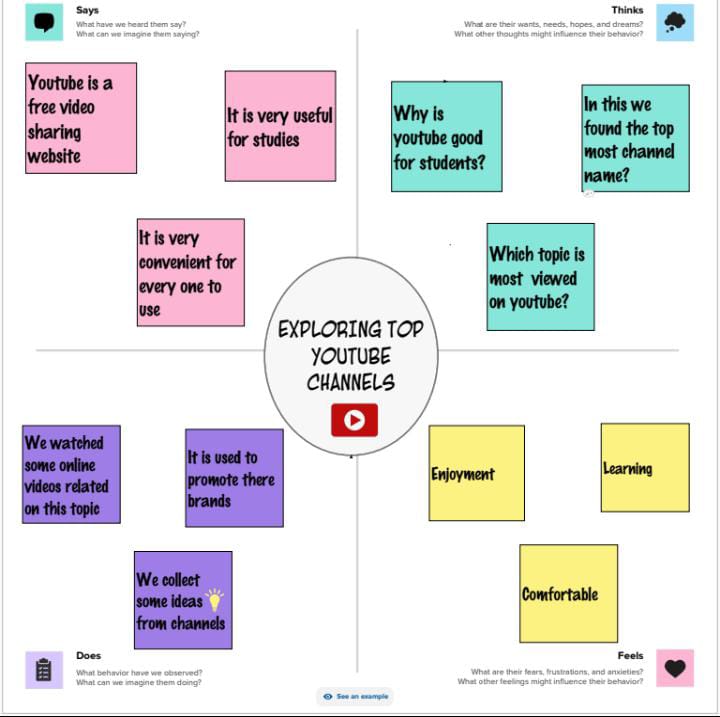 Says
What have we heard them say?
What can we imagine them saying?
Thinks
What are their wants, needs, hopes, and dreams?
What other thoughts might influence their behavior?
Youtube is a
free video
sharing
website
It is very useful
for studies
It is very
convenient for
every one to
use
Why is
youtube good
for students?
In this we
found the top
most channel
name?
Which topic is
most viewed
on youtube?
EXPLORING TOP
YOUTUBE
CHANNELS
We watched
some online
videos related
on this topic
It is used to
promote there
brands
We collect
some ideas
from channels
Enjoyment
Learning
Comfortable
Does
What behavior have we observed?
What can we imagine them doing?
Feels
What are their fears, frustrations, and anxieties?
What other feelings might influence their behavior?
See an example